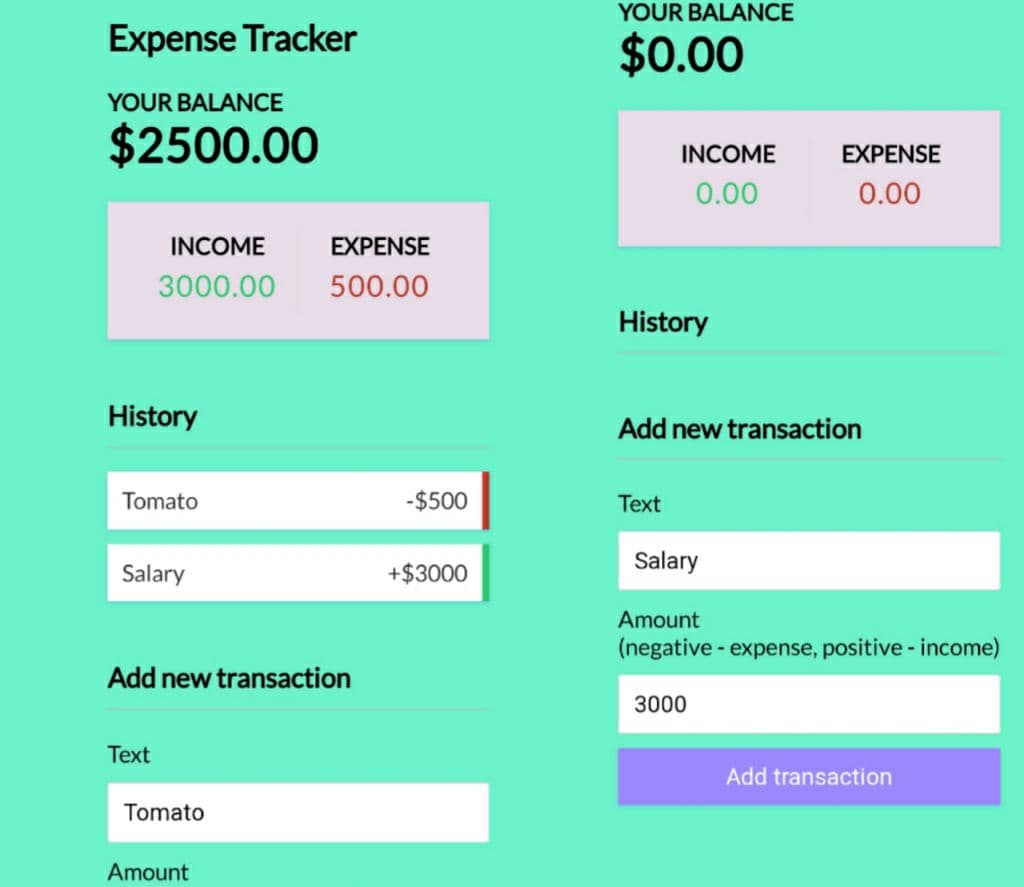 Expense Tracker
YOUR BALANCE
$2500.00
INCOME EXPENSE
3000.00 500.00
History
Tomato -$500
Salary +$3000
Add new transaction
Text
Tomato
Amount
YOUR BALANCE
$0.00
INCOME EXPENSE
0.00 0.00
History
Add new transaction
Text
Salary
Amount
(negative - expense, positive - income)
3000
Add transaction